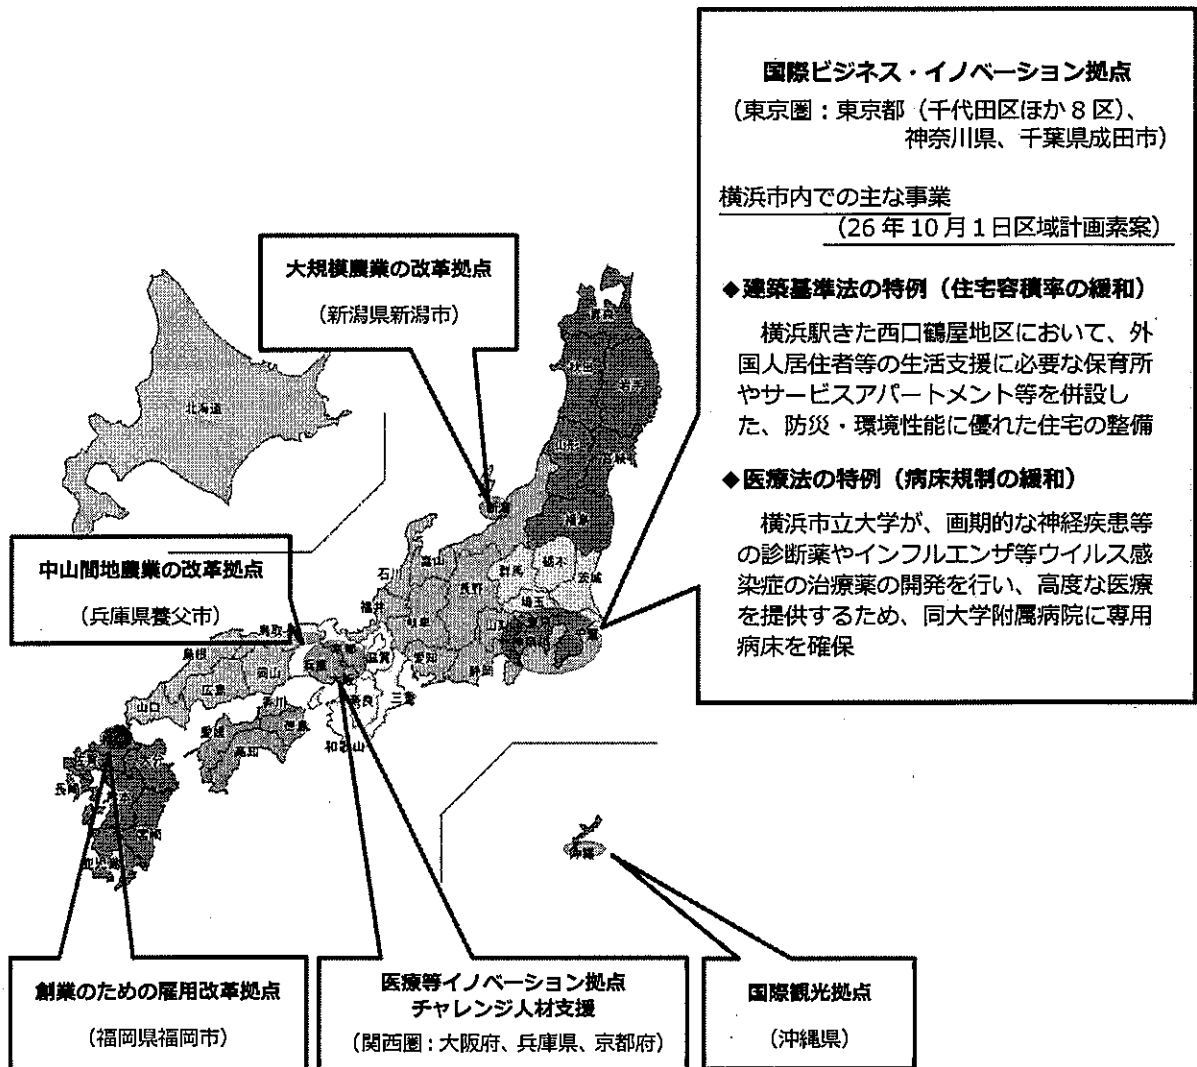 国際ビジネス・イノベーション拠点
(東京圏：東京都（千代田区ほか８区）、
神奈川県、千葉県成田市)
横浜市内での主な事業
（26 年 10 月１日区域計画素案）
◆建築基準法の特例（住宅容積率の緩和）
横浜駅きた西口鶴屋地区において、外
国人居住者等の生活支援に必要な保育所
やサービスアパートメント等を併設し
た、防災・環境性能に優れた住宅の整備
◆医療法の特例（病床規制の緩和）
横浜市立大学が、画期的な神経疾患等
の診断薬やインフルエンザ等ウイルス感
染症の治療薬の開発を行い、高度な医療
を提供するため、同大学附属病院に専用
病床を確保
大規模農業の改革拠点
（新潟県新潟市）
中山間地農業の改革拠点
（兵庫県養父市）
北海道
青森
秋田
岩手
山形
宮城
新潟
福島
群馬
栃木
茨城
埼玉
千葉
石川
富山
長野
福井
岐阜
愛知
静岡
鳥取
島根
岡山
広島
山口
兵庫
京都
滋賀
奈良
三重
和歌山
香川
徳島
愛媛
高知
長崎
宮崎
沖縄
創業のための雇用改革拠点
（福岡県福岡市）
医療等イノベーション拠点
チャレンジ人材支援
（関西圏：大阪府、兵庫県、京都府）
国際観光拠点
（沖縄県）